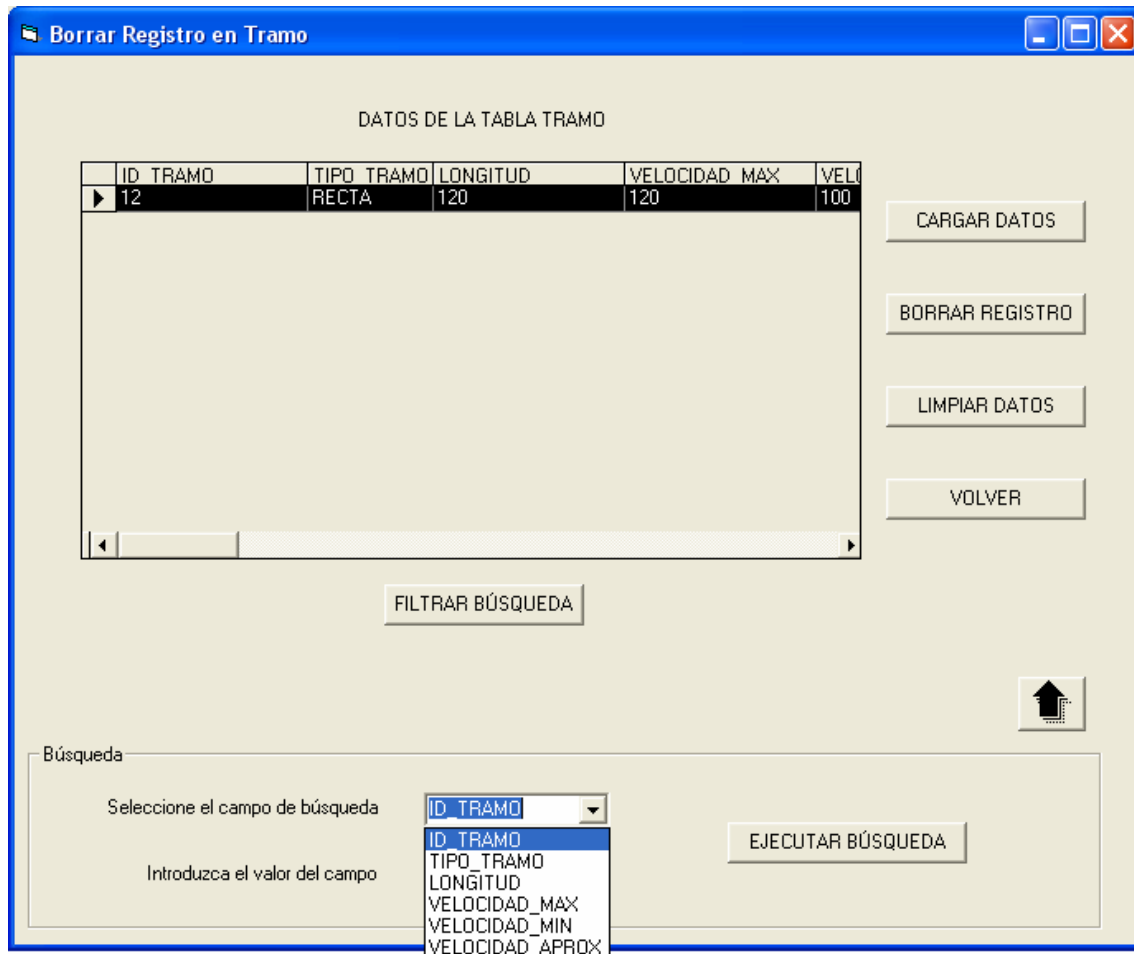 Borrar Registro en Tramo
DATOS DE LA TABLA TRAMO
ID_TRAMO TIPO_TRAMO LONGITUD VELOCIDAD_MAX
12 RECTA 120 120 100
CARGAR DATOS
BORRAR REGISTRO
LIMPIAR DATOS
VOLVER
FILTRAR BÚSQUEDA
Búsqueda
Seleccione el campo de búsqueda ID_TRAMO
ID_TRAMO
TIPO_TRAMO
LONGITUD
VELOCIDAD_MAX
VELOCIDAD_MIN
VELOCIDAD_APROX
Introduzca el valor del campo
EJECUTAR BÚSQUEDA